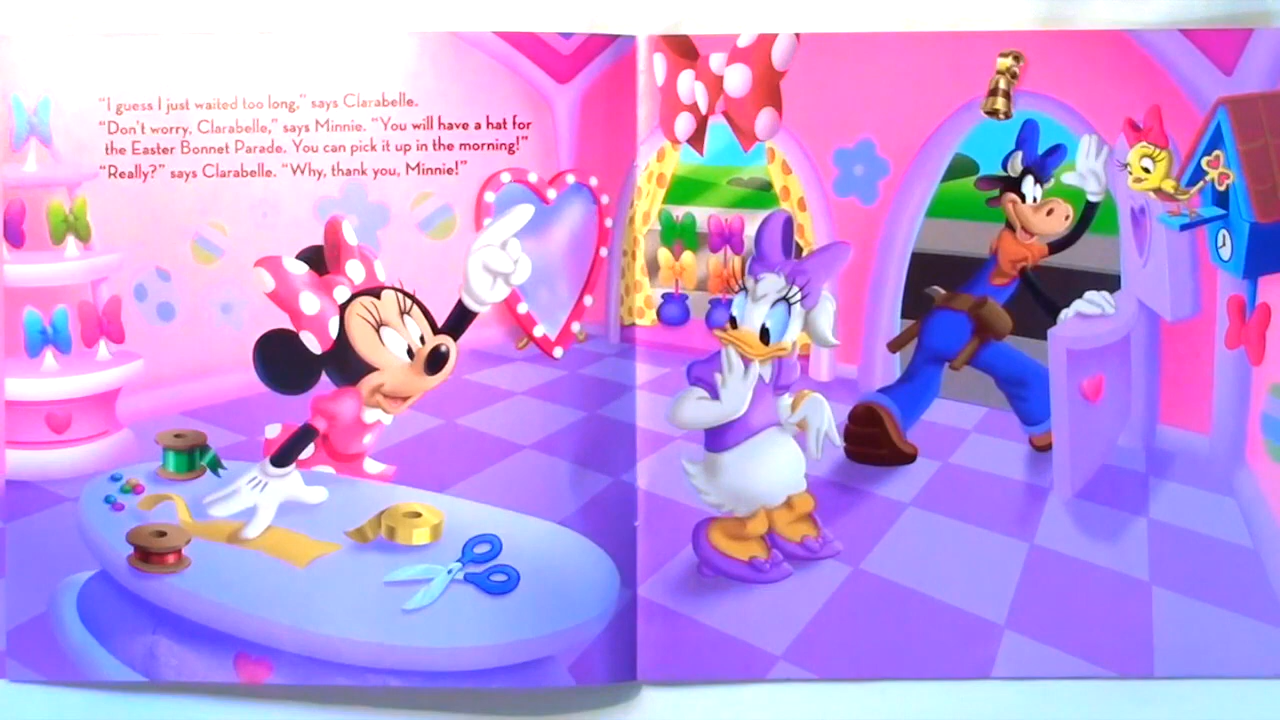 “I guess I just waited too long,” says Clarabelle.
“Don’t worry, Clarabelle,” says Minnie. “You will have a hat for
the Easter Bonnet Parade. You can pick it up in the morning!”
“Really?” says Clarabelle. “Why, thank you, Minnie!”